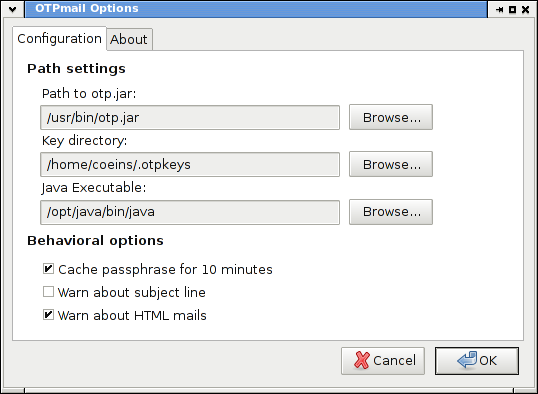 OTPmail Options
Configuration About
Path settings
Path to otp.jar:
/usr/bin/otp.jar Browse...
Key directory:
/home/coeins/.otpkeys Browse...
Java Executable:
/opt/java/bin/java Browse...
Behavioral options
Cache passphrase for 10 minutes
Warn about subject line
Warn about HTML mails
Cancel OK